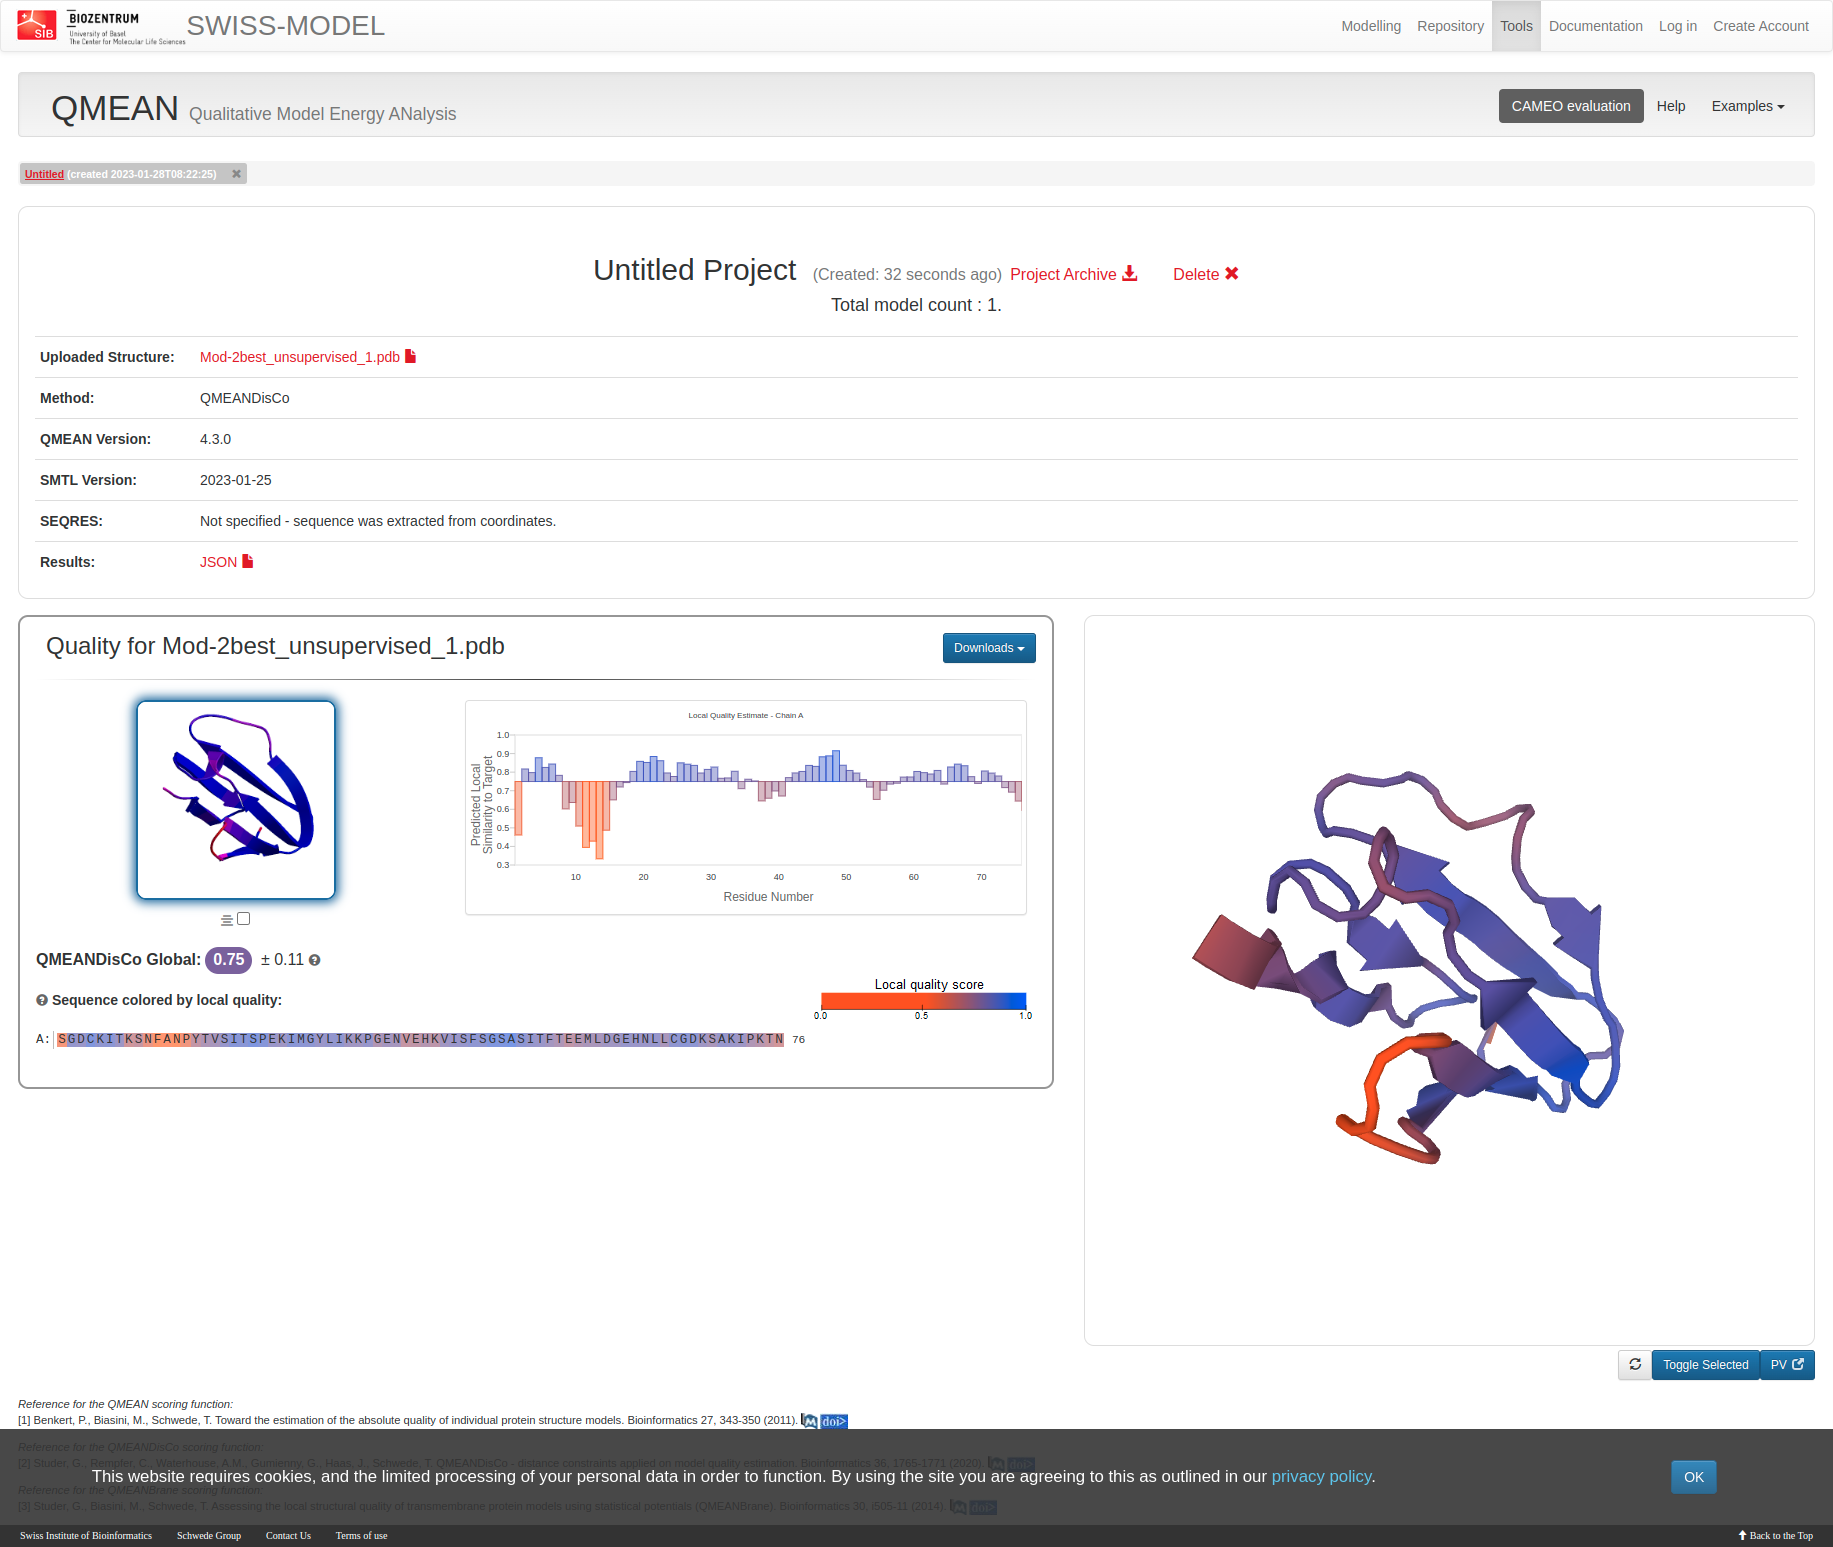 SIB
BIOZENTRUM
University of Basel
The Center for Molecular Life Sciences
SWISS-MODEL
Modelling
Repository
Tools
Documentation
Log in
Create Account
QMEAN Qualitative Model Energy ANalysis
CAMEO evaluation
Help
Examples
Untitled (created 2023-01-28T08:22:25)
Untitled Project (Created: 32 seconds ago) Project Archive Delete
Total model count : 1.
Uploaded Structure: Mod-2best_unsupervised_1.pdb
Method: QMEANDisCo
QMEAN Version: 4.3.0
SMTL Version: 2023-01-25
SEQRES: Not specified - sequence was extracted from coordinates.
Results: JSON
Quality for Mod-2best_unsupervised_1.pdb
Downloads
Local Quality Estimate - Chain A
Predicted Local
Similarity to Target
1.0
0.9
0.8
0.7
0.6
0.5
0.4
0.3
10 20 30 40 50 60 70
Residue Number
QMEANDisCo Global: 0.75 ± 0.11
Sequence colored by local quality:
Local quality score
0.0 0.5 1.0
A: SGDCKITKSNFANPYTVSITSPEKIMGYLIKKPGENVEHKVISFSGSASITFTEEMLDGEHNLLCGDKSAKIPKTN 76
Toggle Selected
PV
Reference for the QMEAN scoring function:
[1] Benkert, P., Biasini, M., Schwede, T. Toward the estimation of the absolute quality of individual protein structure models. Bioinformatics 27, 343-350 (2011). M doi>
Reference for the QMEANDisCo scoring function:
[2] Studer, G., Rempfer, C., Waterhouse, A.M., Gumienny, G., Haas, J., Schwede, T. QMEANDisCo - distance constraints applied on model quality estimation. Bioinformatics 36, 1765-1771 (2020). M doi>
This website requires cookies, and the limited processing of your personal data in order to function. By using the site you are agreeing to this as outlined in our privacy policy.
OK
Reference for the QMEANBrane scoring function:
[3] Studer, G., Biasini, M., Schwede, T. Assessing the local structural quality of transmembrane protein models using statistical potentials (QMEANBrane). Bioinformatics 30, i505-11 (2014). M doi>
Swiss Institute of Bioinformatics
Schwede Group
Contact Us
Terms of use
Back to the Top